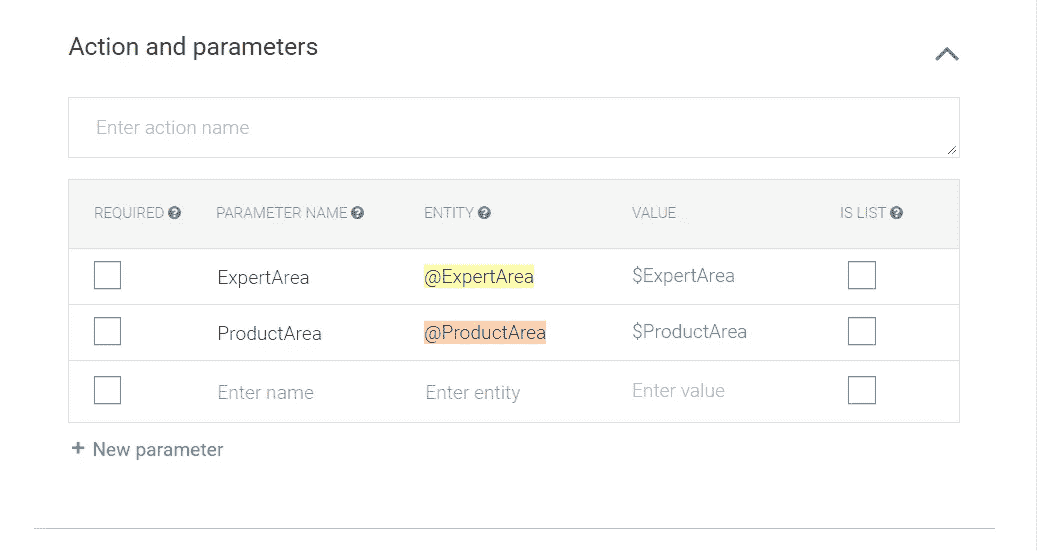 Action and parameters
Enter action name
REQUIRED PARAMETER NAME ENTITY VALUE IS LIST
ExpertArea @ExpertArea $ExpertArea
ProductArea @ProductArea $ProductArea
Enter name Enter entity Enter value
+ New parameter